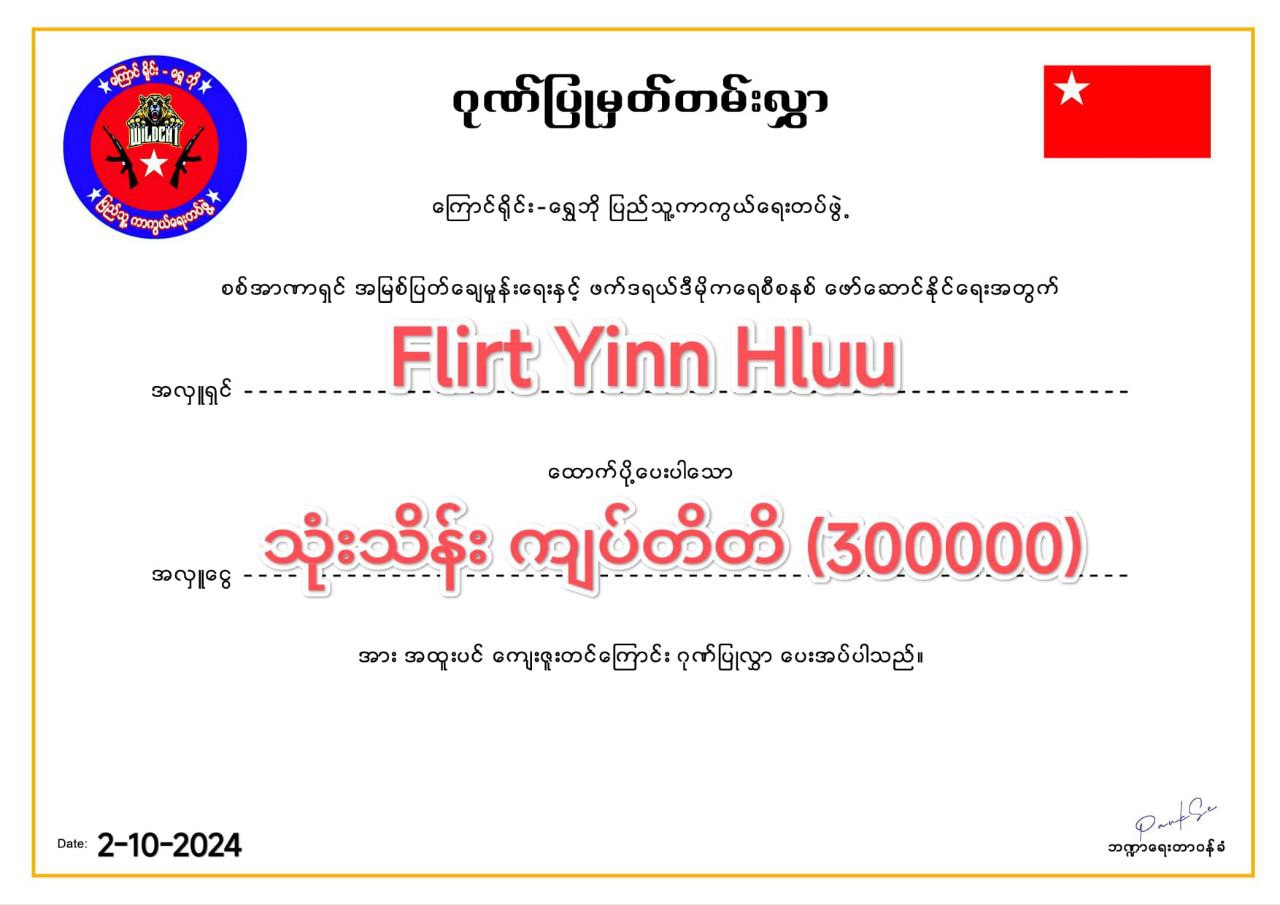 ကြောင်ရိုင်း - ရွှေဘို
WILDCAT
ပြည်သူ့ ကာကွယ်ရေးတပ်ဖွဲ့
ဂုဏ်ပြုမှတ်တမ်းလွှာ
ကြောင်ရိုင်း-ရွှေဘို ပြည်သူ့ကာကွယ်ရေးတပ်ဖွဲ့
စစ်အာဏာရှင် အမြစ်ပြတ်ချေမှုန်းရေးနှင့် ဖက်ဒရယ်ဒီမိုကရေစီစနစ် ဖော်ဆောင်နိုင်ရေးအတွက်
အလှူရှင် Flirt Yinn Hluu
ထောက်ပို့ပေးပါသော
အလှူငွေ သုံးသိန်း ကျပ်တိတိ (300000)
အား အထူးပင် ကျေးဇူးတင်ကြောင်း ဂုဏ်ပြုလွှာ ပေးအပ်ပါသည်။
Date: 2-10-2024
ဘဏ္ဍာရေးတာဝန်ခံ